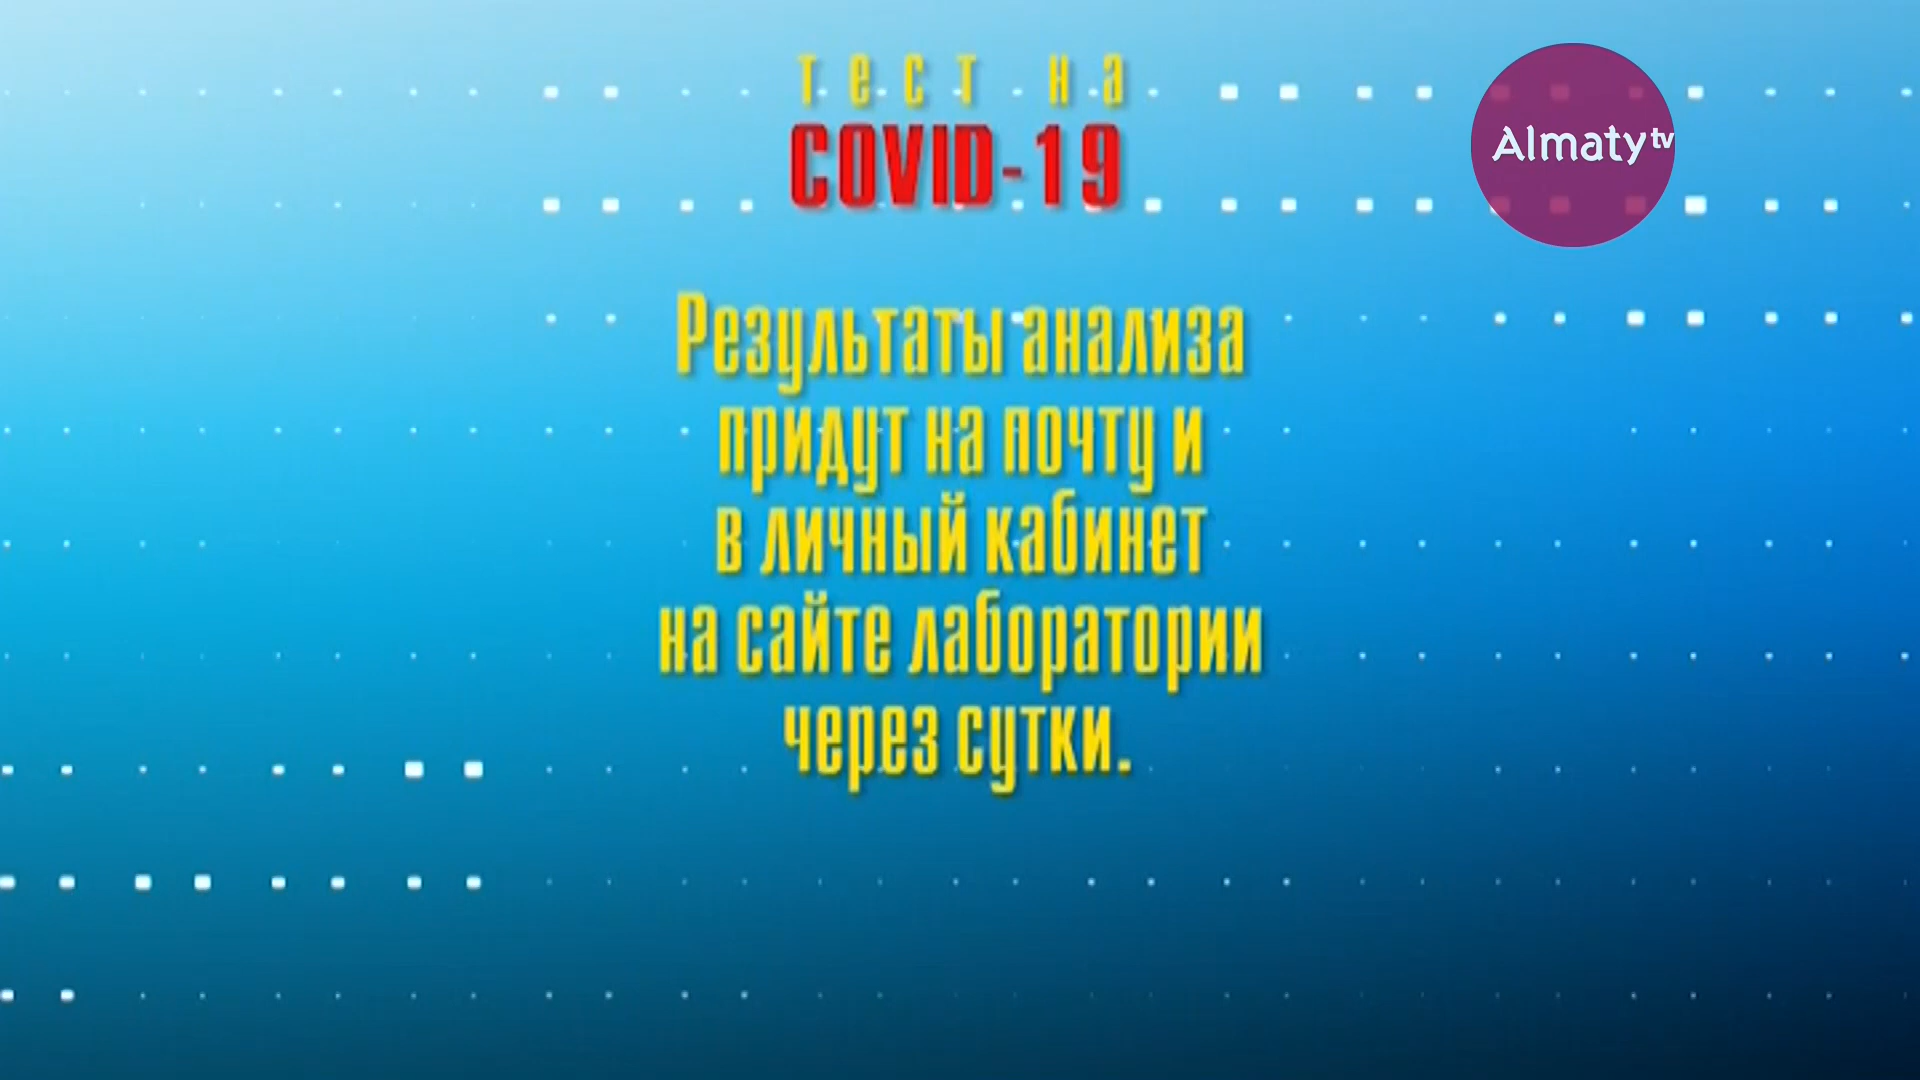 тест на
COVID-19
Almaty tv
Результаты анализа
придут на почту и
в личный кабинет
на сайте лаборатории
через сутки.